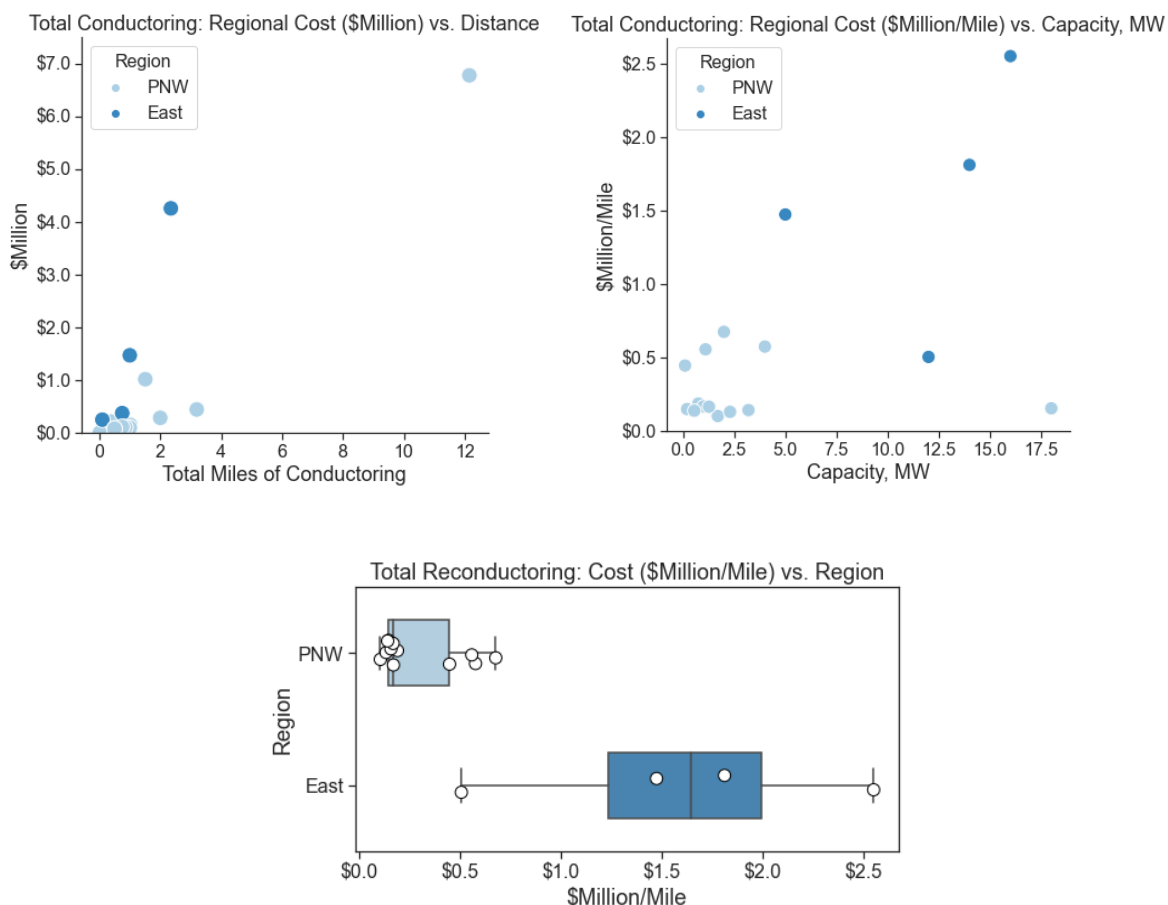 Total Conductoring: Regional Cost ($Million) vs. Distance
$7.0
$6.0
$5.0
$4.0
$3.0
$2.0
$1.0
$0.0
$Million
Region
PNW
East
0 2 4 6 8 10 12
Total Miles of Conductoring
Total Conductoring: Regional Cost ($Million/Mile) vs. Capacity, MW
$2.5
$2.0
$1.5
$1.0
$0.5
$0.0
$Million/Mile
Region
PNW
East
0.0 2.5 5.0 7.5 10.0 12.5 15.0 17.5
Capacity, MW
Total Reconductoring: Cost ($Million/Mile) vs. Region
PNW
East
Region
$0.0 $0.5 $1.0 $1.5 $2.0 $2.5
$Million/Mile